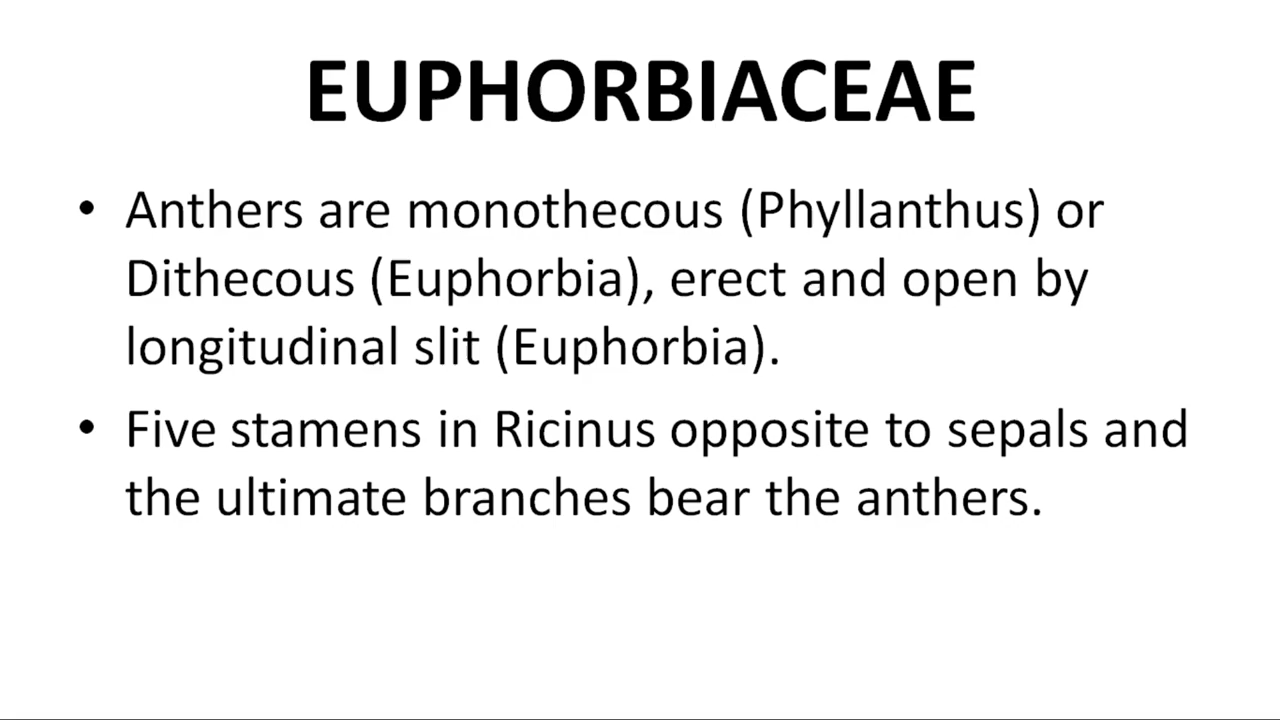 EUPHORBIACEAE
• Anthers are monothecous (Phyllanthus) or
Dithecous (Euphorbia), erect and open by
longitudinal slit (Euphorbia).
• Five stamens in Ricinus opposite to sepals and
the ultimate branches bear the anthers.